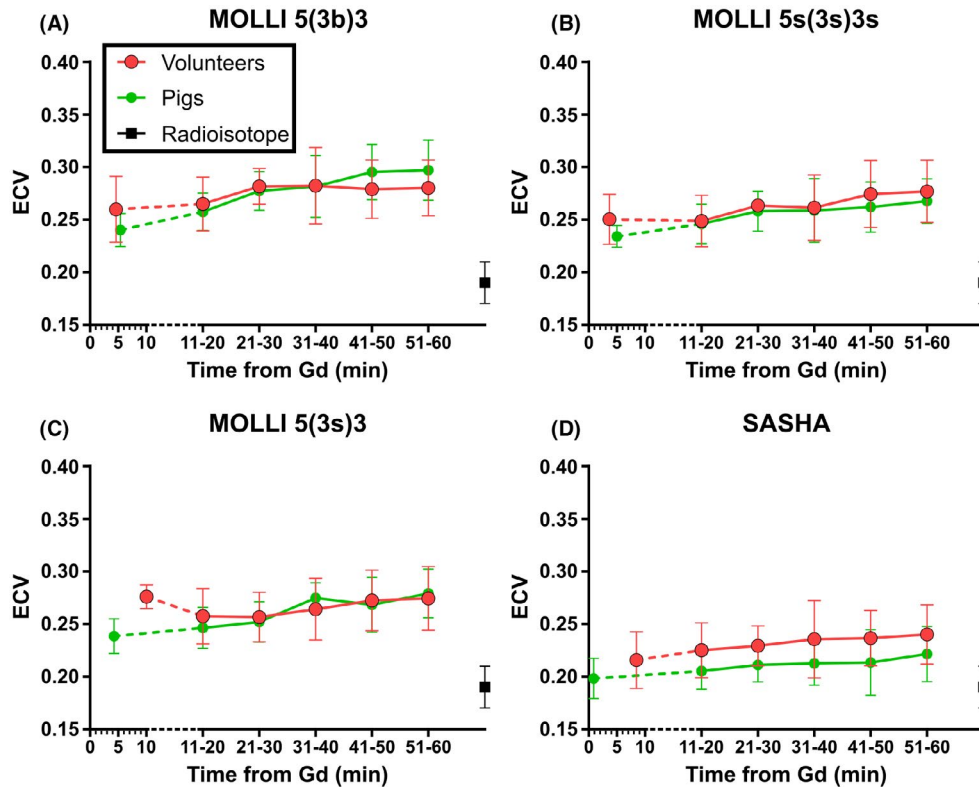 (A) MOLLI 5(3b)3
0.40
0.35
0.30
0.25
0.20
0.15
ECV
Volunteers
Pigs
Radioisotope
0 5 10 11-20 21-30 31-40 41-50 51-60
Time from Gd (min)
(B) MOLLI 5s(3s)3s
0.40
0.35
0.30
0.25
0.20
0.15
ECV
0 5 10 11-20 21-30 31-40 41-50 51-60
Time from Gd (min)
(C) MOLLI 5(3s)3
0.40
0.35
0.30
0.25
0.20
0.15
ECV
0 5 10 11-20 21-30 31-40 41-50 51-60
Time from Gd (min)
(D) SASHA
0.40
0.35
0.30
0.25
0.20
0.15
ECV
0 5 10 11-20 21-30 31-40 41-50 51-60
Time from Gd (min)